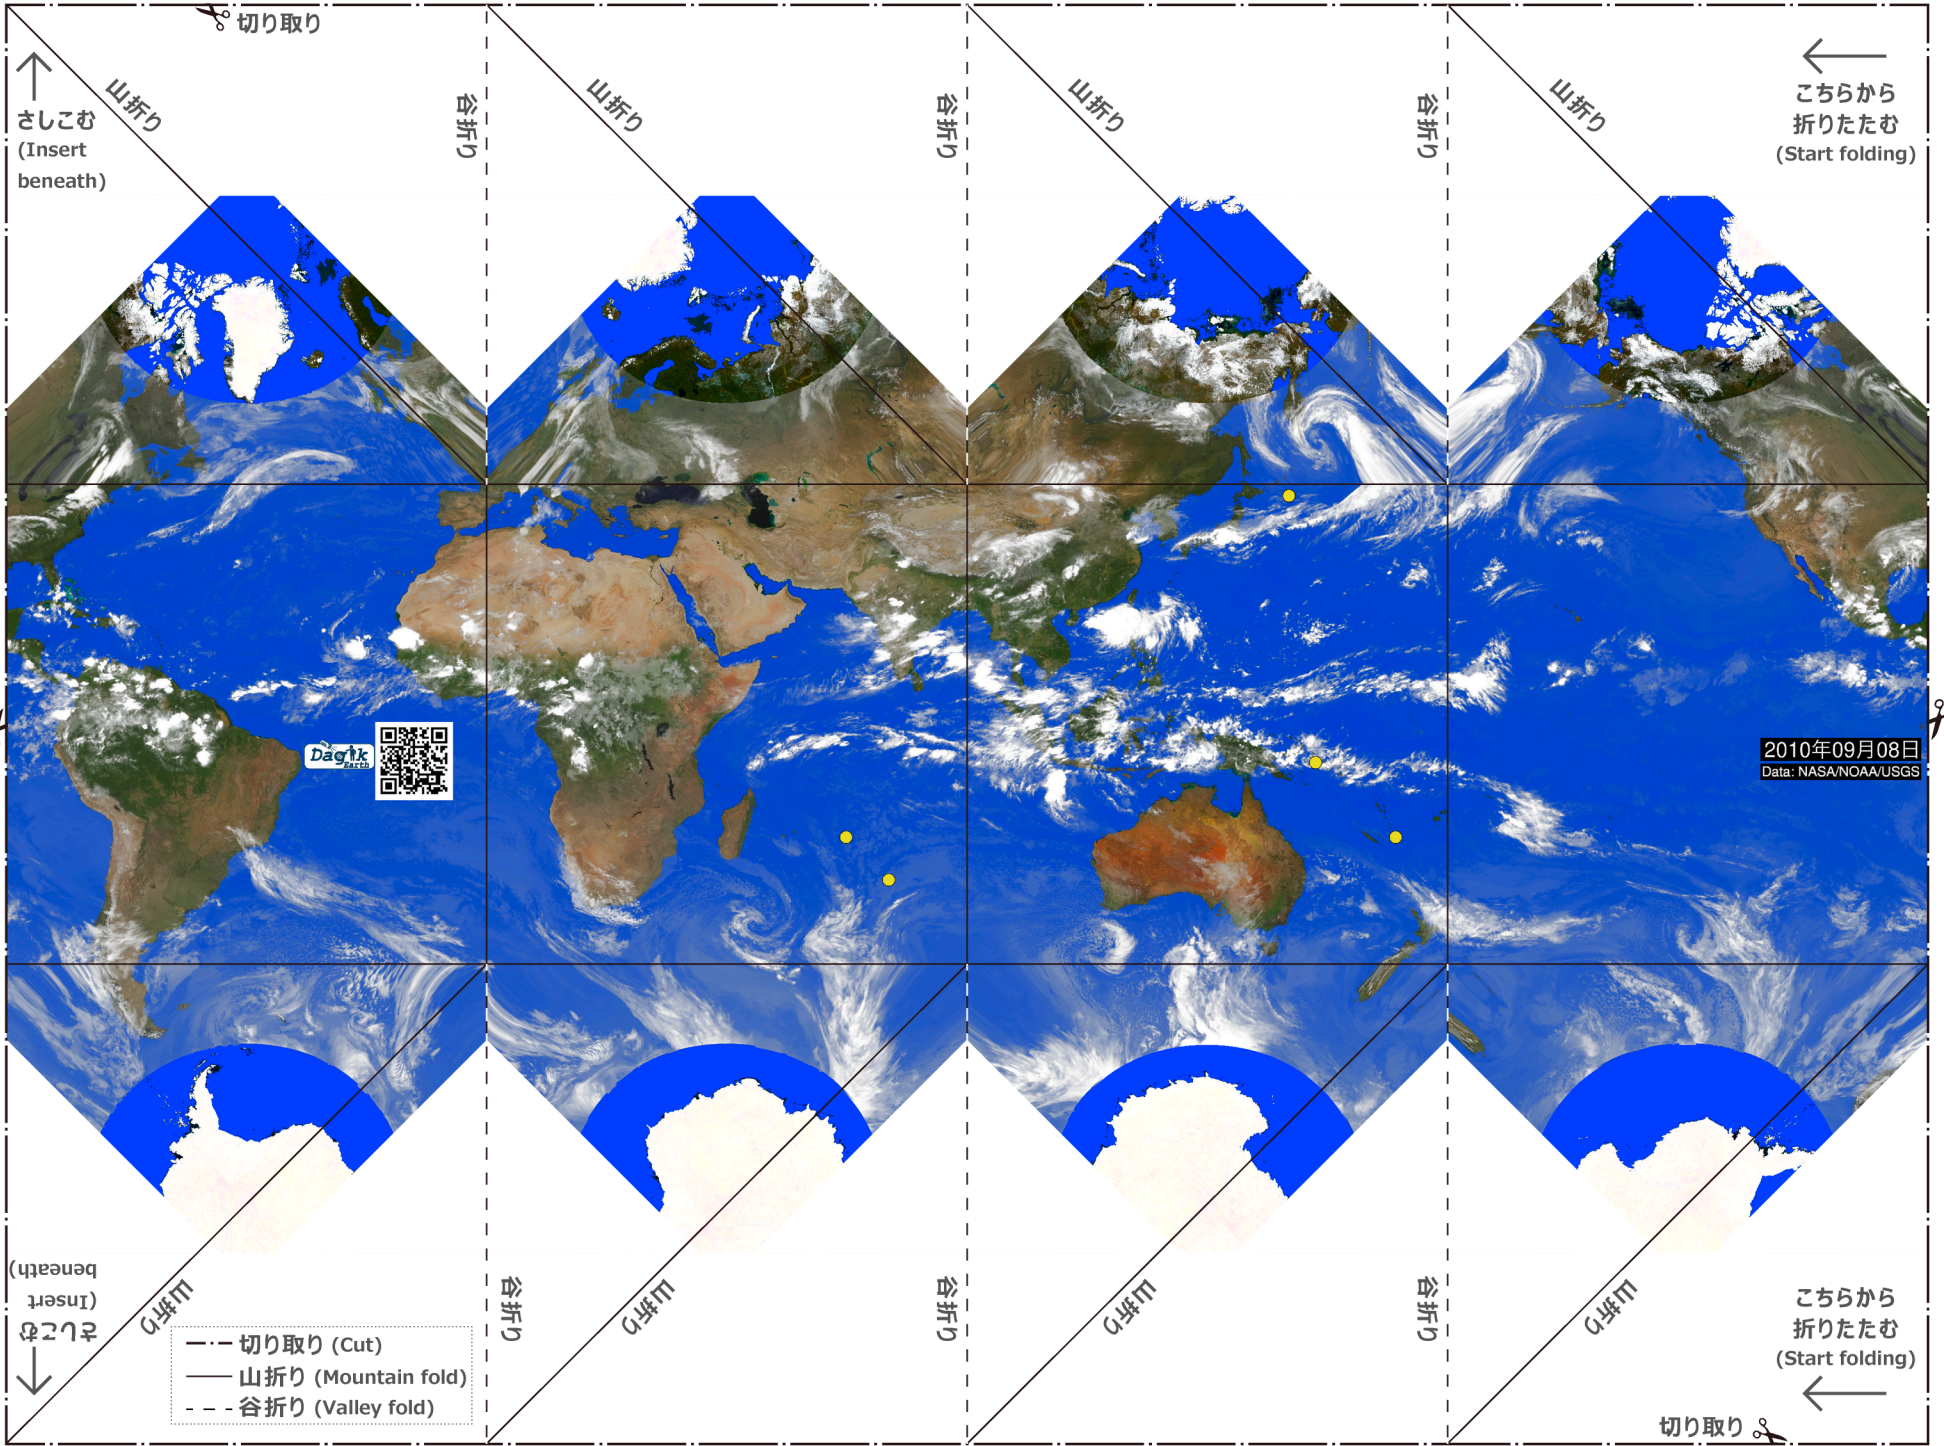 切り取り
こちらから
折りたたむ
(Start folding)
さしこむ
(Insert
beneath)
山折り
谷折り
山折り
谷折り
山折り
谷折り
山折り
Dagik
Earth
2010年09月08日
Data: NASA/NOAA/USGS
さしこむ
(Insert
beneath)
山折り
谷折り
山折り
谷折り
山折り
谷折り
山折り
こちらから
折りたたむ
(Start folding)
切り取り (Cut)
山折り (Mountain fold)
谷折り (Valley fold)
切り取り